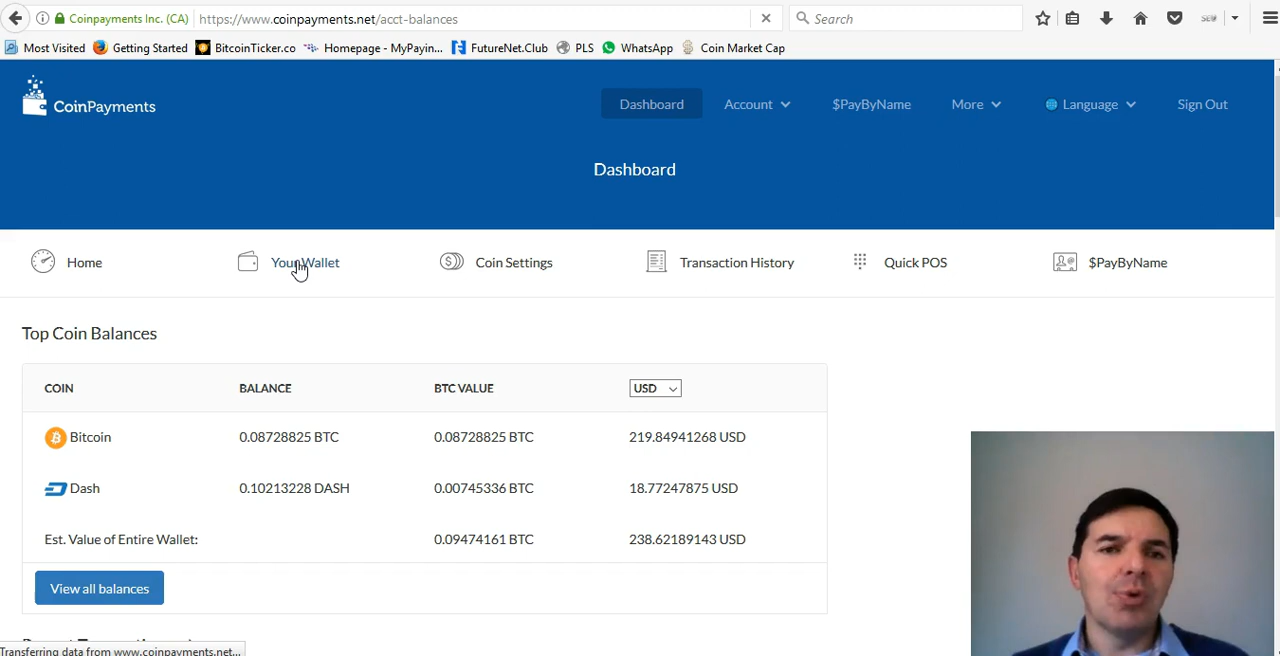 Coinpayments Inc. (CA) https://www.coinpayments.net/acct-balances Search
Most Visited Getting Started BitcoinTicker.co Homepage - MyPayin... FutureNet.Club PLS WhatsApp Coin Market Cap
CoinPayments Dashboard Account $PayByName More Language Sign Out
Dashboard
Home Your Wallet Coin Settings Transaction History Quick POS $PayByName
Top Coin Balances
COIN BALANCE BTC VALUE USD
Bitcoin 0.08728825 BTC 0.08728825 BTC 219.84941268 USD
Dash 0.10213228 DASH 0.00745336 BTC 18.77247875 USD
Est. Value of Entire Wallet: 0.09474161 BTC 238.62189143 USD
View all balances
Transferring data from www.coinpayments.net...